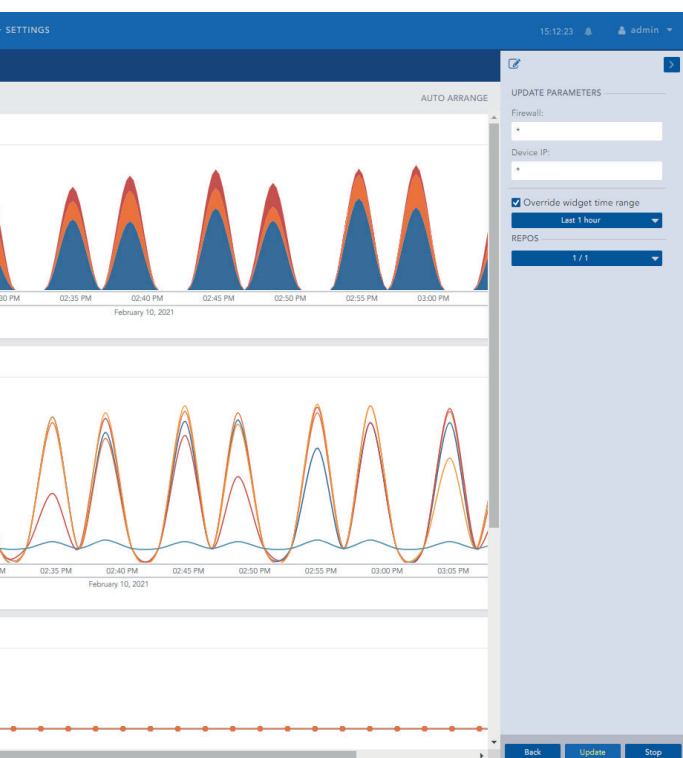 SETTINGS
15:12:23
admin
UPDATE PARAMETERS
AUTO ARRANGE
Firewall:
*
Device IP:
*
Override widget time range
Last 1 hour
REPOS
1 / 1
30 PM 02:35 PM 02:40 PM 02:45 PM 02:50 PM 02:55 PM 03:00 PM
February 10, 2021
M 02:35 PM 02:40 PM 02:45 PM 02:50 PM 02:55 PM 03:00 PM 03:05 PM
February 10, 2021
Back Update Stop